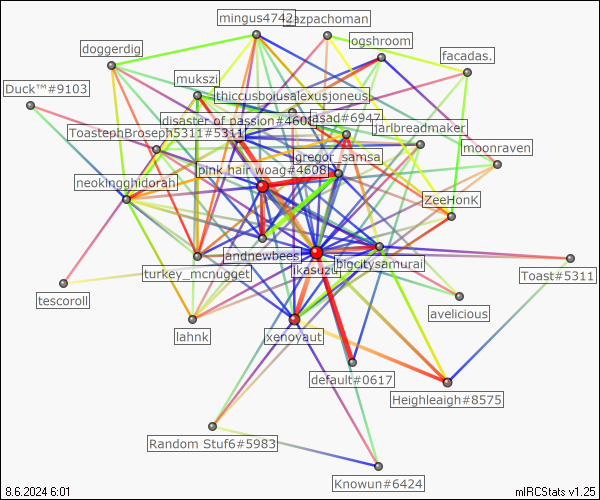 mingus4742
azpachoman
ogshroom
doggerdig
facadas.
mukszi
Duck™#9103
thiccusboiusalexusjoneus
disaster of passion#4608
asad#6947
jarlbreadmaker
ToastephBroseph5311#5311
moonraven
gregor_samsa
pink hair woag#4608
neokingghidorah
ZeeHonK
andnewbees
bigcitysamurai
turkey_mcnugget
ikasuzu
Toast#5311
tescoroll
avelicious
lahnk
xenoyaut
default#0617
Heighleaigh#8575
Random Stuf6#5983
Knowun#6424
8.6.2024 6:01
mIRCStats v1.25